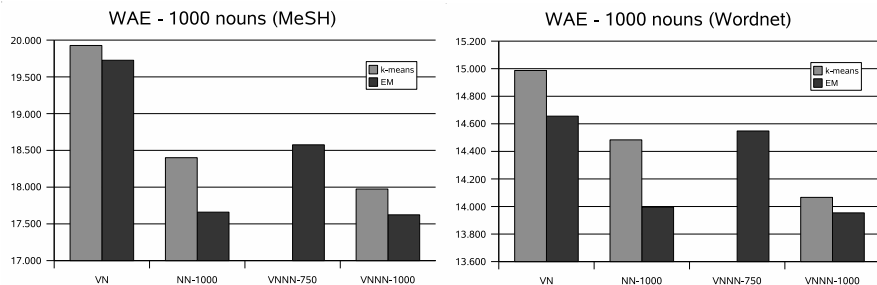 WAE - 1000 nouns (MeSH)
20.000
19.500
19.000
18.500
18.000
17.500
17.000
k-means
EM
VN NN-1000 VNNN-750 VNNN-1000
WAE - 1000 nouns (Wordnet)
15.200
15.000
14.800
14.600
14.400
14.200
14.000
13.800
13.600
k-means
EM
VN NN-1000 VNNN-750 VNNN-1000